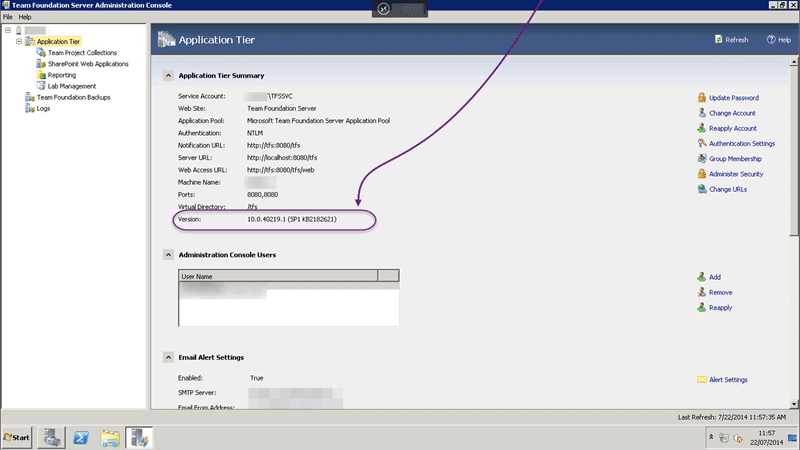 Team Foundation Server Administration Console
File Help
Application Tier
Team Project Collections
SharePoint Web Applications
Reporting
Lab Management
Team Foundation Backups
Logs
Application Tier
Refresh
Help
Application Tier Summary
Service Account: \TFSSVC
Web Site: Team Foundation Server
Application Pool: Microsoft Team Foundation Server Application Pool
Authentication: NTLM
Notification URL: http://tfs:8080/tfs
Server URL: http://localhost:8080/tfs
Web Access URL: http://tfs:8080/tfs/web
Machine Name:
Ports: 8080,8080
Virtual Directory: /tfs
Version: 10.0.40219.1 (SP1 KB2182621)
Update Password
Change Account
Reapply Account
Authentication Settings
Group Membership
Administer Security
Change URLs
Administration Console Users
User Name
Add
Remove
Reapply
Email Alert Settings
Enabled: True
SMTP Server:
Email From Address:
Alert Settings
Last Refresh: 7/22/2014 11:57:35 AM
Start
11:57
22/07/2014